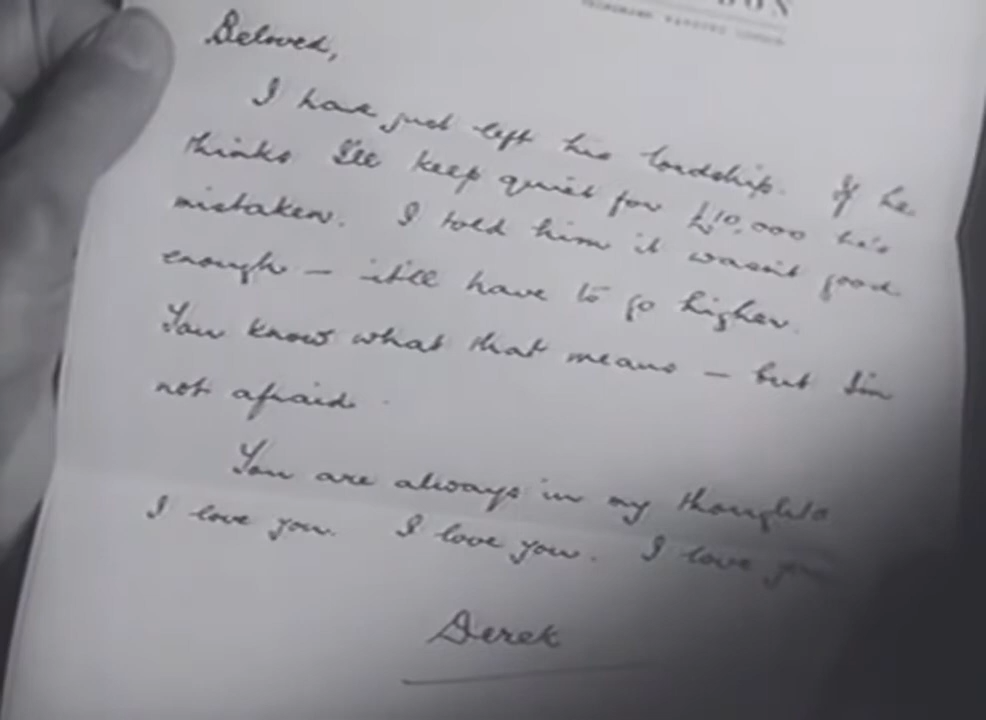 Beloved,
I have just left his lordship. If he
thinks I'll keep quiet for £10,000 he's
mistaken. I told him it wasn't good
enough — it'll have to go higher.
You know what that means — but I'm
not afraid.
You are always in my thoughts
I love you. I love you. I love you
Derek